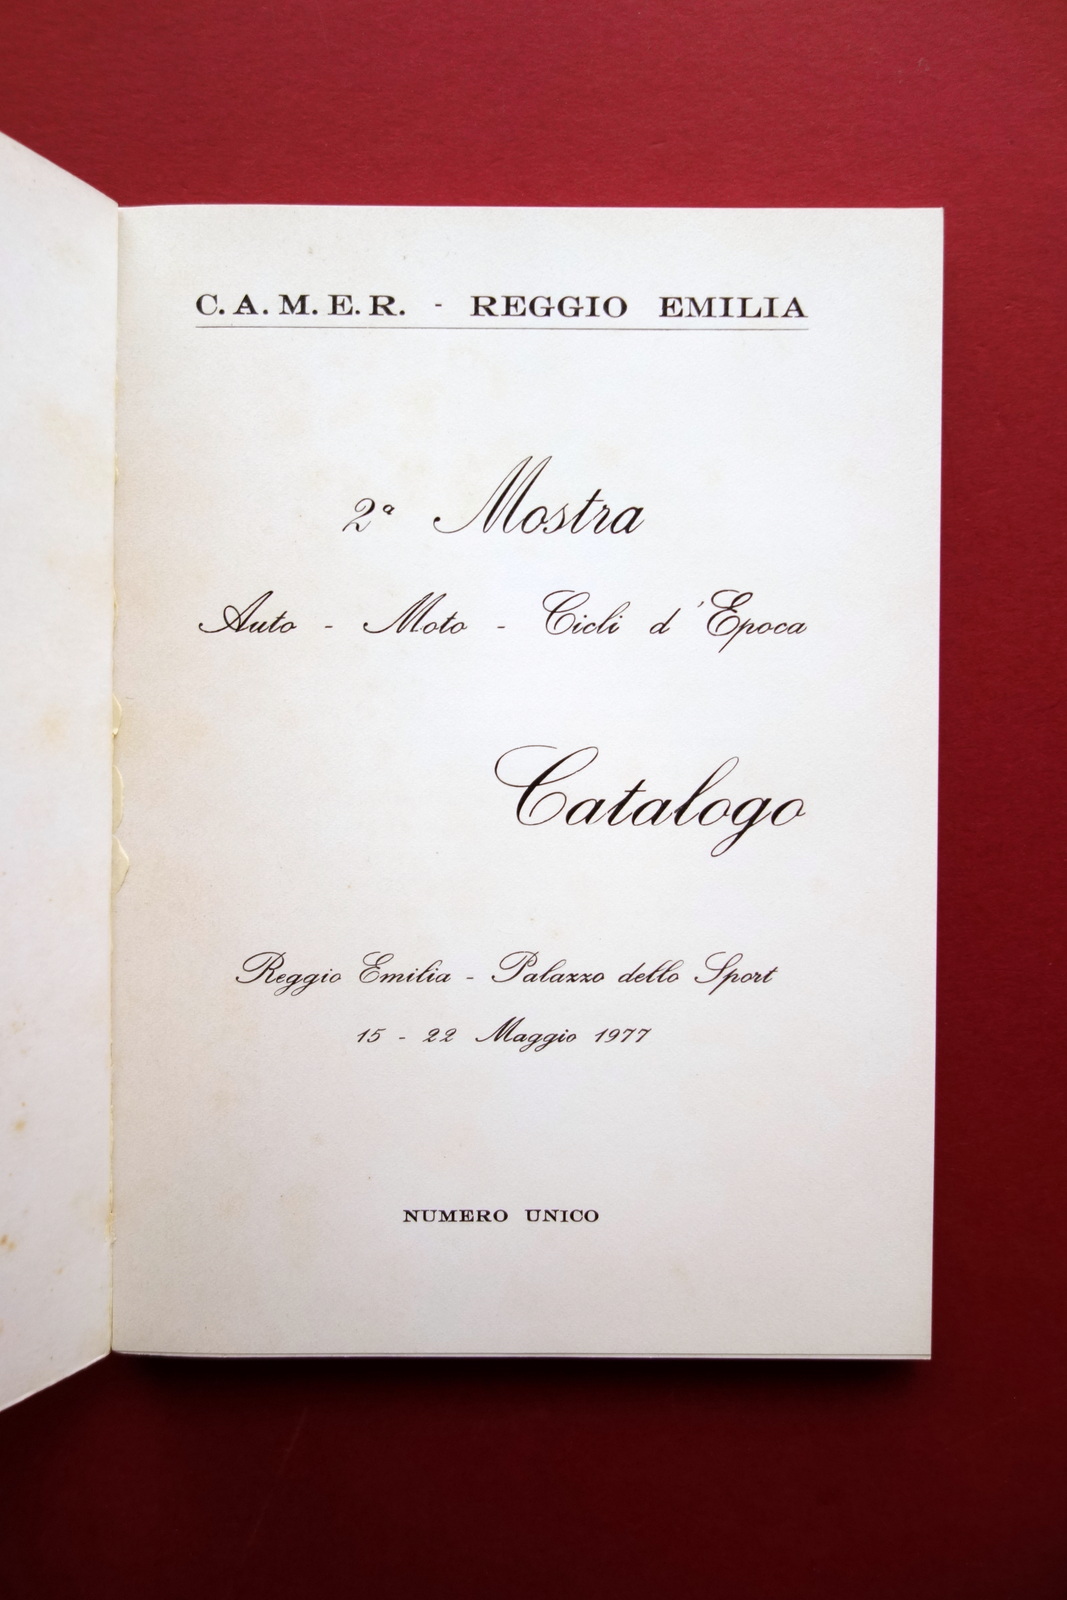 C. A. M. E. R. - REGGIO EMILIA
2ª Mostra
Auto - Moto - Cicli d'Epoca
Catalogo
Reggio Emilia - Palazzo dello Sport
15 - 22 Maggio 1977
NUMERO UNICO